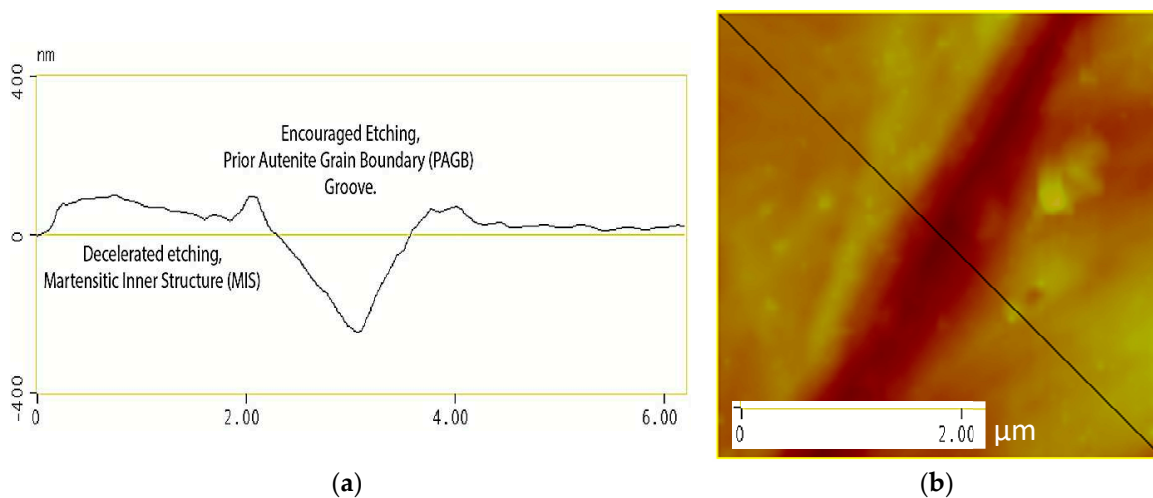 nm
400
Encouraged Etching,
Prior Autenite Grain Boundary (PAGB)
Groove.
0
Decelerated etching,
Martensitic Inner Structure (MIS)
-400
0 2.00 4.00 6.00
0 2.00 μm
(a) (b)